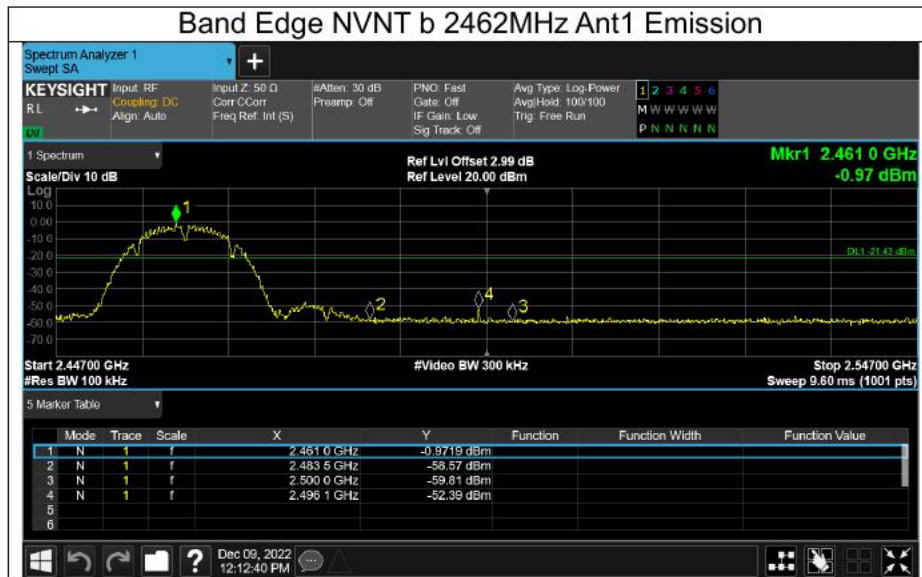 Band Edge NVNT b 2462MHz Ant1 Emission
Spectrum Analyzer 1
Swept SA
+
KEYSIGHT Input: RF Input Z: 50 Ω #Atten: 30 dB PNO: Fast Avg Type: Log-Power 1 2 3 4 5 6
RL Coupling: DC Corr CCorr Preamp: Off Gate: Off Avg|Hold: 100/100 M W W W W W
Align: Auto Freq Ref: Int (S) IF Gain: Low Trig: Free Run
Sig Track: Off P N N N N N
LXI
1 Spectrum Ref Lvl Offset 2.99 dB Mkr1 2.461 0 GHz
Scale/Div 10 dB Ref Level 20.00 dBm -0.97 dBm
Log
10.0
0.00
-10.0
-20.0
-30.0
-40.0
-50.0
-60.0
-70.0
1
DL1 -21.43 dBm
2
4
3
Start 2.44700 GHz #Video BW 300 kHz Stop 2.54700 GHz
#Res BW 100 kHz Sweep 9.60 ms (1001 pts)
5 Marker Table
Mode Trace Scale X Y Function Function Width Function Value
1 N 1 f 2.461 0 GHz -0.9719 dBm
2 N 1 f 2.483 5 GHz -58.57 dBm
3 N 1 f 2.500 0 GHz -59.81 dBm
4 N 1 f 2.496 1 GHz -52.39 dBm
5
6
? Dec 09, 2022
12:12:40 PM